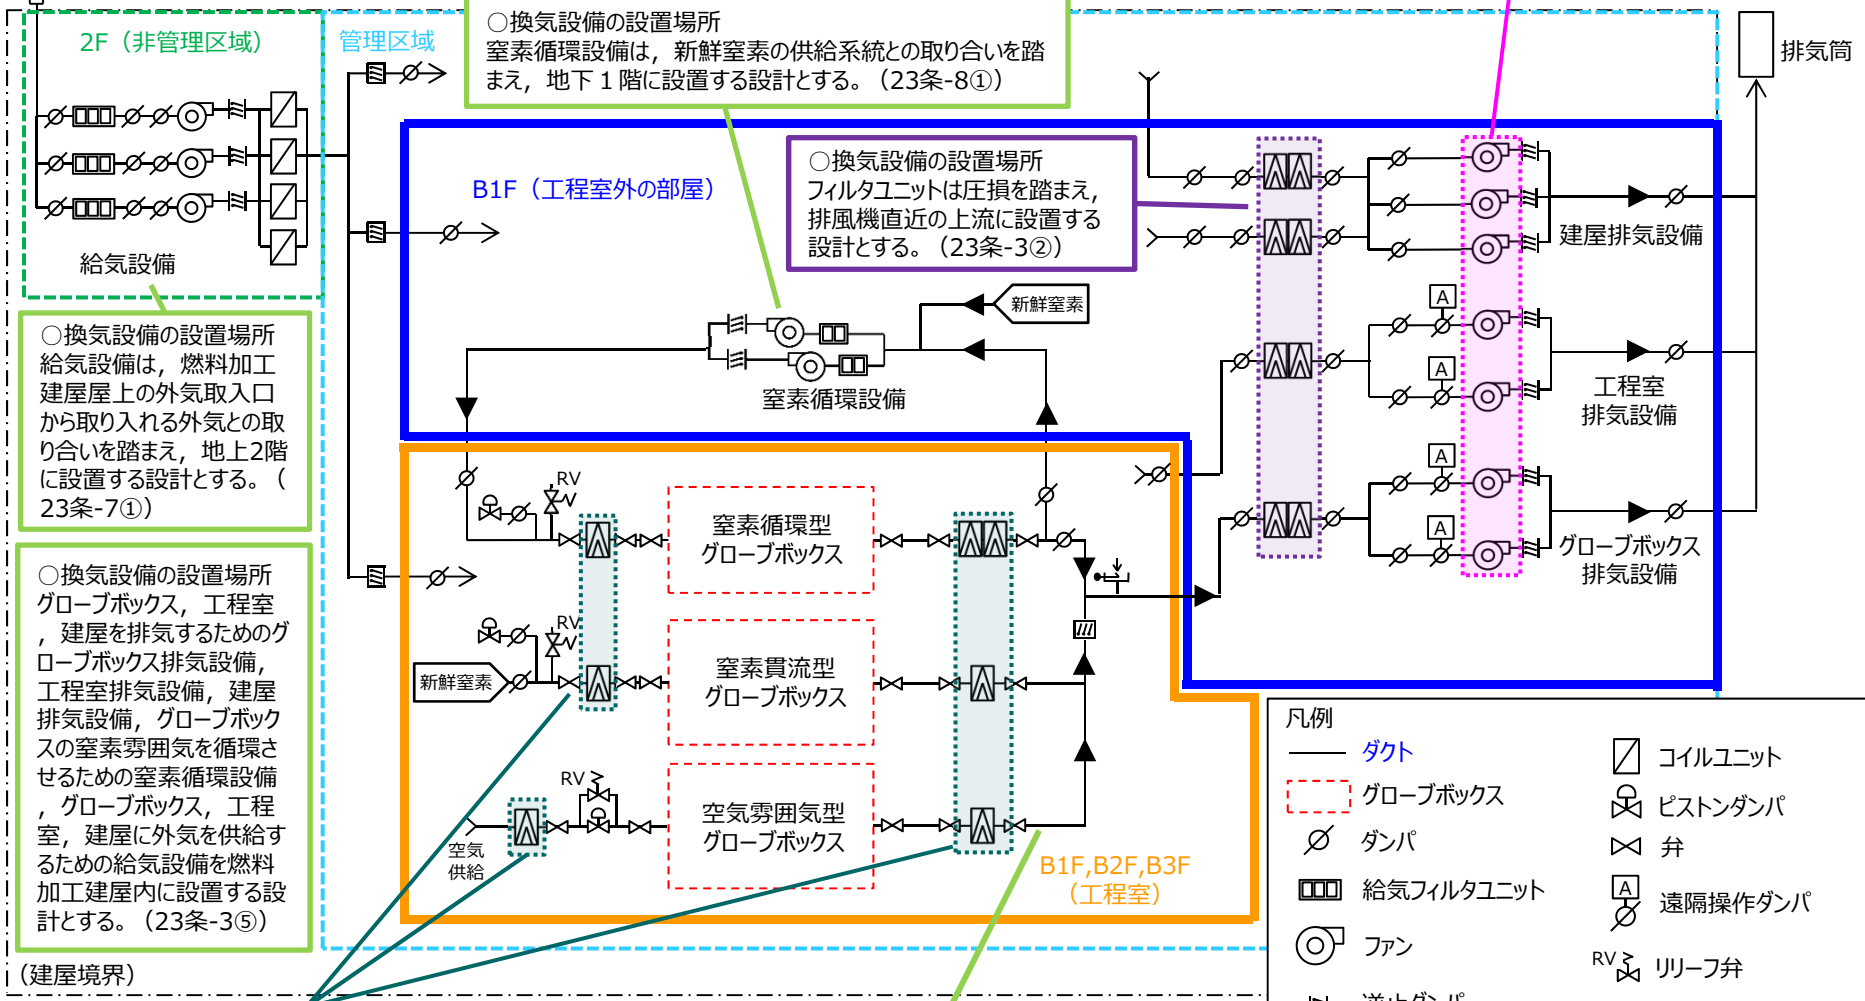 2F（非管理区域）
管理区域
○換気設備の設置場所
窒素循環設備は，新鮮窒素の供給系統との取り合いを踏
まえ，地下１階に設置する設計とする。（23条-8①）
排気筒
B1F（工程室外の部屋）
○換気設備の設置場所
フィルタユニットは圧損を踏まえ，
排風機直近の上流に設置する
設計とする。（23条-3②）
建屋排気設備
給気設備
新鮮窒素
A
○換気設備の設置場所
給気設備は，燃料加工
建屋屋上の外気取入口
から取り入れる外気との取
り合いを踏まえ，地上2階
に設置する設計とする。（
23条-7①）
窒素循環設備
A
工程室
排気設備
A
RV
窒素循環型
グローブボックス
A
グローブボックス
排気設備
○換気設備の設置場所
グローブボックス，工程室
，建屋を排気するためのグ
ローブボックス排気設備，
工程室排気設備，建屋
排気設備，グローブボック
スの窒素雰囲気を循環さ
せるための窒素循環設備
，グローブボックス，工程
室，建屋に外気を供給す
るための給気設備を燃料
加工建屋内に設置する設
計とする。（23条-3⑤）
RV
新鮮窒素
窒素貫流型
グローブボックス
RV
空気
供給
空気雰囲気型
グローブボックス
B1F,B2F,B3F
（工程室）
（建屋境界）
凡例
ダクト
グローブボックス
ダンパ
給気フィルタユニット
ファン
逆止ダンパ
コイルユニット
ピストンダンパ
弁
A
遠隔操作ダンパ
RV
リリーフ弁